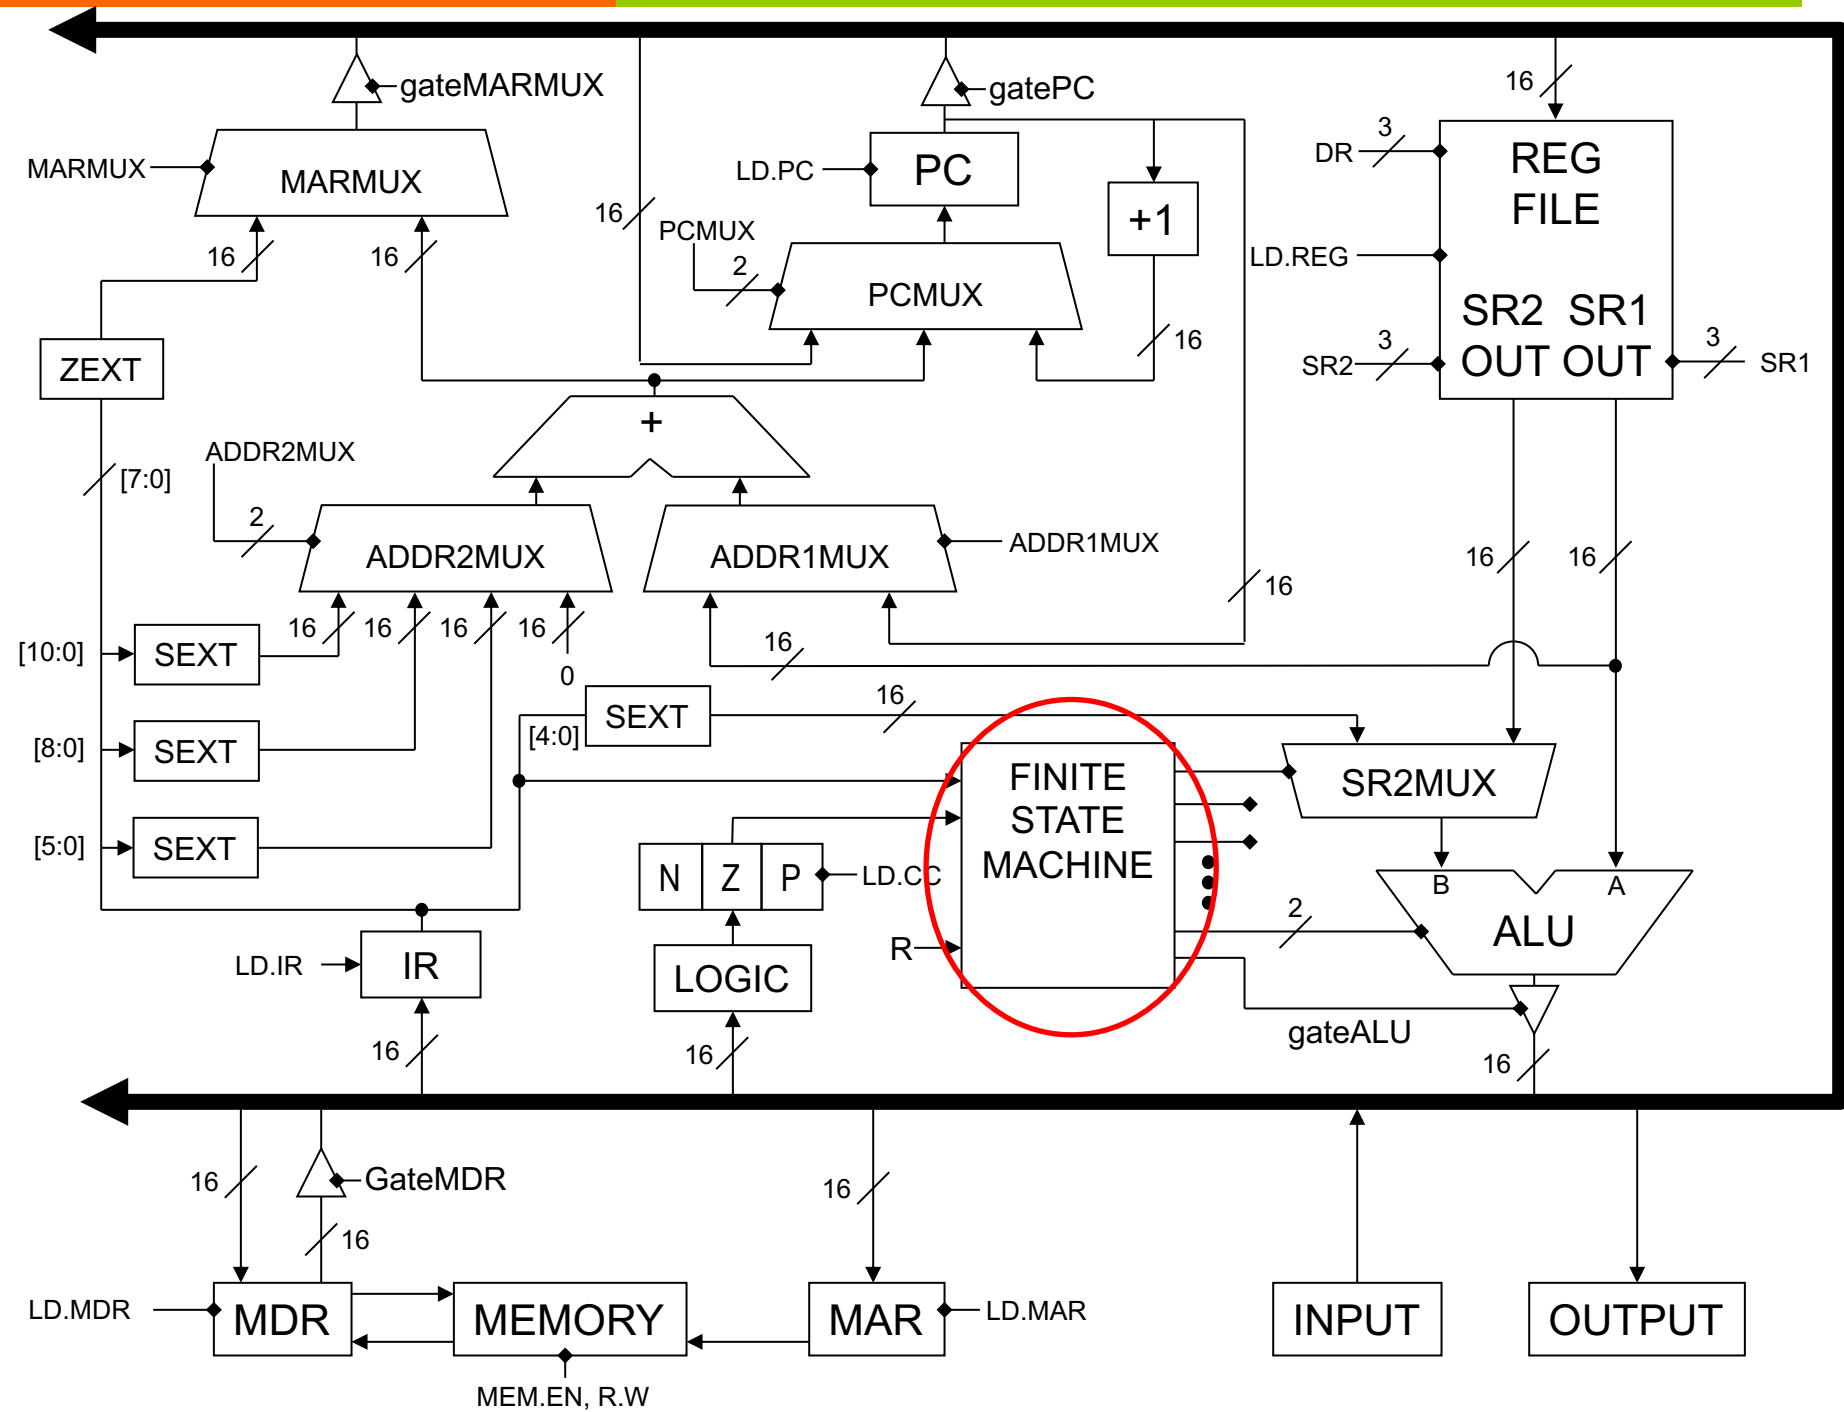 gateMARMUX
gatePC
16
MARMUX
MARMUX
LD.PC
PC
DR
3
REG
FILE
16
PCMUX
2
+1
LD.REG
16
16
PCMUX
16
SR2 SR1
OUT OUT
SR2
3
3
SR1
ZEXT
+
ADDR2MUX
[7:0]
2
ADDR2MUX
ADDR1MUX
ADDR1MUX
16
16
16
16
16
16
16
16
[10:0]
SEXT
0
SEXT
16
[4:0]
[8:0]
SEXT
FINITE
STATE
MACHINE
SR2MUX
[5:0]
SEXT
N
Z
P
LD.CC
B
A
2
ALU
R
LD.IR
IR
LOGIC
gateALU
16
16
16
16
GateMDR
16
16
LD.MDR
MDR
MEMORY
MAR
LD.MAR
INPUT
OUTPUT
MEM.EN, R.W